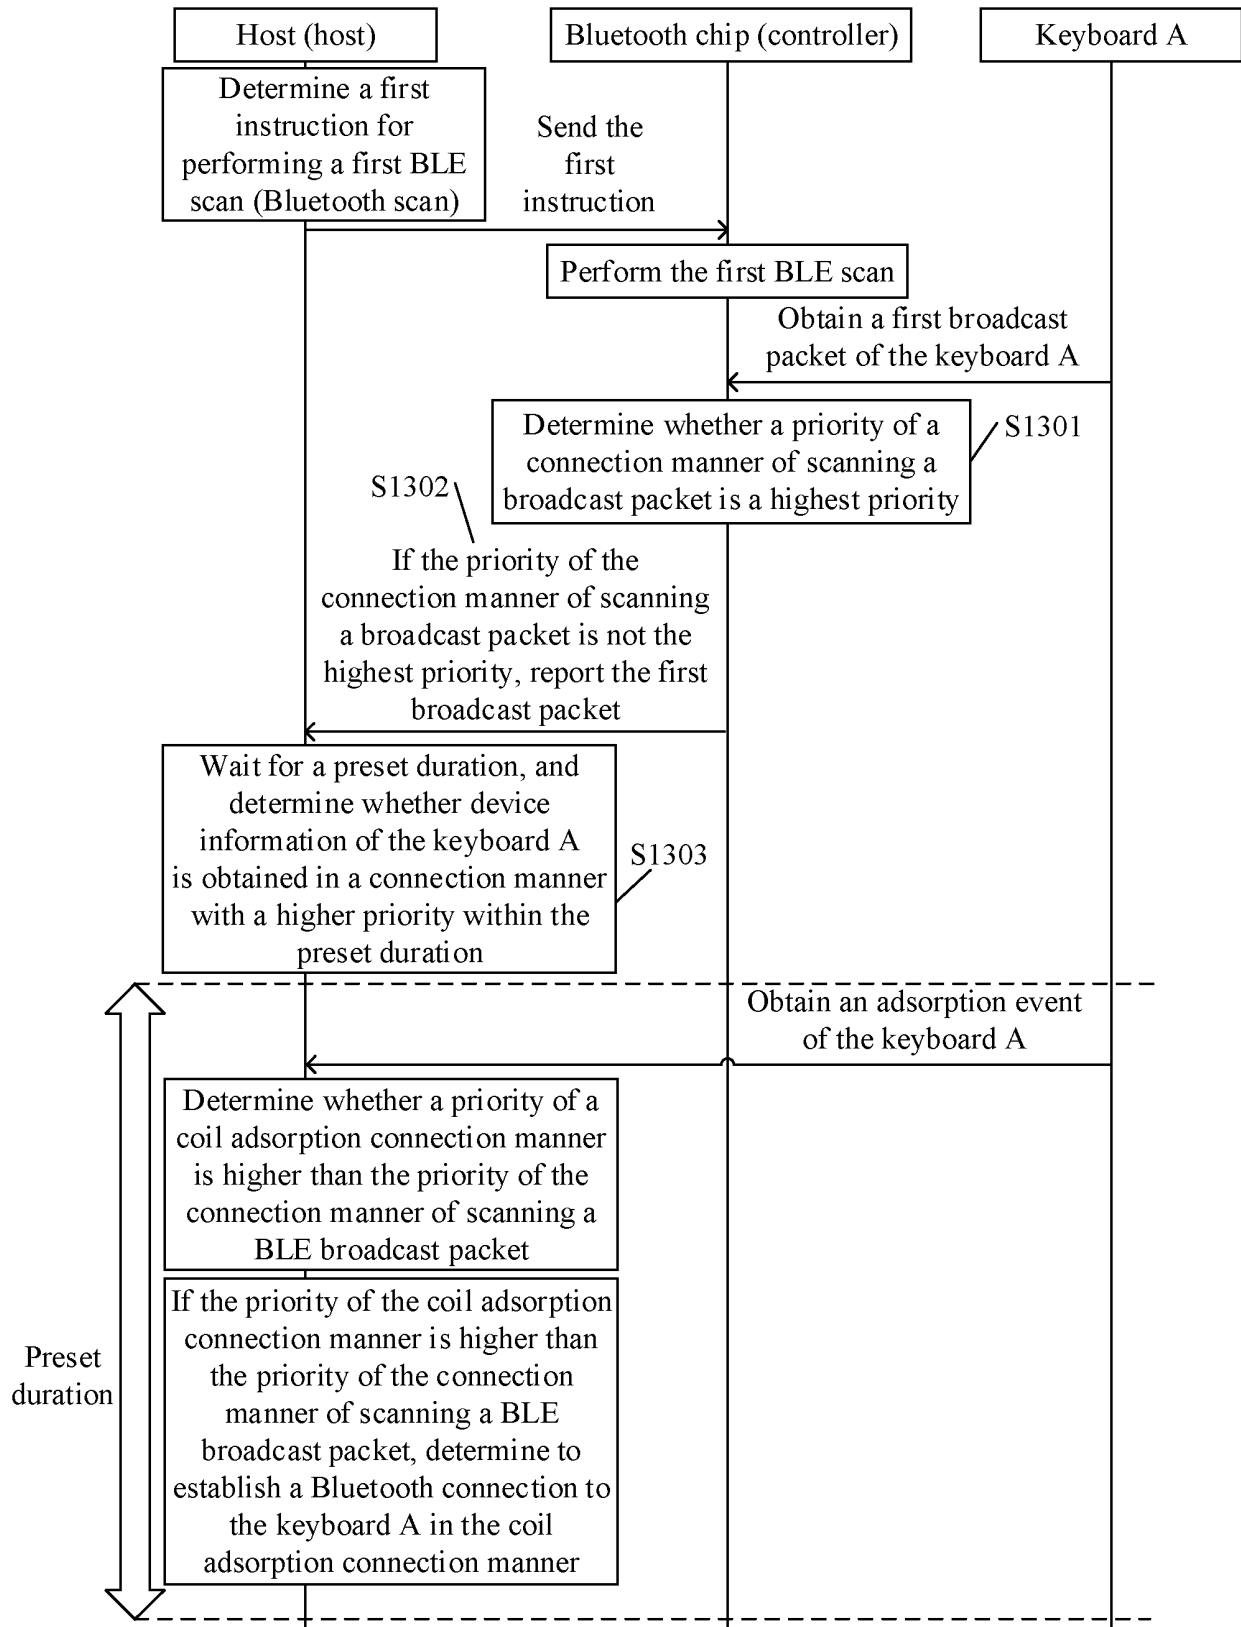 Host (host)
Bluetooth chip (controller)
Keyboard A
Determine a first
instruction for
performing a first BLE
scan (Bluetooth scan)
Send the
first
instruction
Perform the first BLE scan
Obtain a first broadcast
packet of the keyboard A
Determine whether a priority of a
connection manner of scanning a
broadcast packet is a highest priority
S1301
S1302
If the priority of the
connection manner of scanning
a broadcast packet is not the
highest priority, report the first
broadcast packet
Wait for a preset duration, and
determine whether device
information of the keyboard A
is obtained in a connection manner
with a higher priority within the
preset duration
S1303
Obtain an adsorption event
of the keyboard A
Determine whether a priority of a
coil adsorption connection manner
is higher than the priority of the
connection manner of scanning a
BLE broadcast packet
If the priority of the coil adsorption
connection manner is higher than
the priority of the connection
manner of scanning a BLE
broadcast packet, determine to
establish a Bluetooth connection to
the keyboard A in the coil
adsorption connection manner
Preset
duration